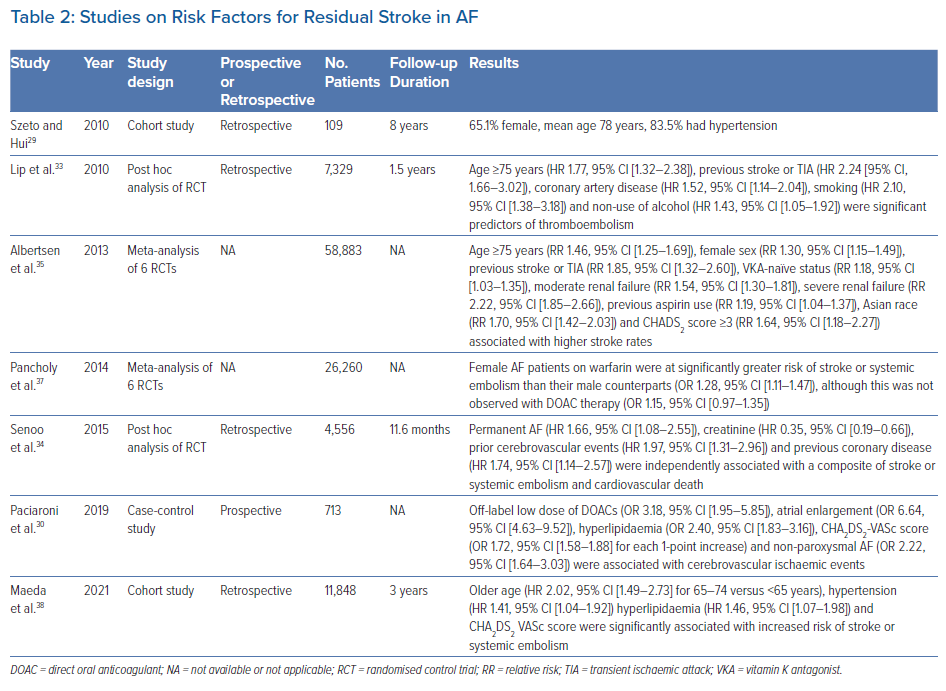 Table 2: Studies on Risk Factors for Residual Stroke in AF
Study Year Study design Prospective or Retrospective No. Patients Follow-up Duration Results
Szeto and Hui29 2010 Cohort study Retrospective 109 8 years 65.1% female, mean age 78 years, 83.5% had hypertension
Lip et al.33 2010 Post hoc analysis of RCT Retrospective 7,329 1.5 years Age ≥75 years (HR 1.77, 95% CI [1.32–2.38]), previous stroke or TIA (HR 2.24 [95% CI,
1.66–3.02]), coronary artery disease (HR 1.52, 95% CI [1.14–2.04]), smoking (HR 2.10,
95% CI [1.38–3.18]) and non-use of alcohol (HR 1.43, 95% CI [1.05–1.92]) were significant
predictors of thromboembolism
Albertsen et al.35 2013 Meta-analysis of 6 RCTs NA 58,883 NA Age ≥75 years (RR 1.46, 95% CI [1.25–1.69]), female sex (RR 1.30, 95% CI [1.15–1.49]),
previous stroke or TIA (RR 1.85, 95% CI [1.32–2.60]), VKA-naïve status (RR 1.18, 95% CI
[1.03–1.35]), moderate renal failure (RR 1.54, 95% CI [1.30–1.81]), severe renal failure (RR
2.22, 95% CI [1.85–2.66]), previous aspirin use (RR 1.19, 95% CI [1.04–1.37]), Asian race
(RR 1.70, 95% CI [1.42–2.03]) and CHADS2 score ≥3 (RR 1.64, 95% CI [1.18–2.27])
associated with higher stroke rates
Pancholy et al.37 2014 Meta-analysis of 6 RCTs NA 26,260 NA Female AF patients on warfarin were at significantly greater risk of stroke or systemic
embolism than their male counterparts (OR 1.28, 95% CI [1.11–1.47]), although this was not
observed with DOAC therapy (OR 1.15, 95% CI [0.97–1.35])
Senoo et al.34 2015 Post hoc analysis of RCT Retrospective 4,556 11.6 months Permanent AF (HR 1.66, 95% CI [1.08–2.55]), creatinine (HR 0.35, 95% CI [0.19–0.66]),
prior cerebrovascular events (HR 1.97, 95% CI [1.31–2.96]) and previous coronary disease
(HR 1.74, 95% CI [1.14–2.57]) were independently associated with a composite of stroke or
systemic embolism and cardiovascular death
Paciaroni et al.30 2019 Case-control study Prospective 713 NA Off-label low dose of DOACs (OR 3.18, 95% CI [1.95–5.85]), atrial enlargement (OR 6.64,
95% CI [4.63–9.52]), hyperlipidaemia (OR 2.40, 95% CI [1.83–3.16]), CHA2DS2-VASc score
(OR 1.72, 95% CI [1.58–1.88] for each 1-point increase) and non-paroxysmal AF (OR 2.22,
95% CI [1.64–3.03]) were associated with cerebrovascular ischaemic events
Maeda et al.38 2021 Cohort study Retrospective 11,848 3 years Older age (HR 2.02, 95% CI [1.49–2.73] for 65–74 versus <65 years), hypertension
(HR 1.41, 95% CI [1.04–1.92]) hyperlipidaemia (HR 1.46, 95% CI [1.07–1.98]) and
CHA2DS2 VASc score were significantly associated with increased risk of stroke or
systemic embolism
DOAC = direct oral anticoagulant; NA = not available or not applicable; RCT = randomised control trial; RR = relative risk; TIA = transient ischaemic attack; VKA = vitamin K antagonist.